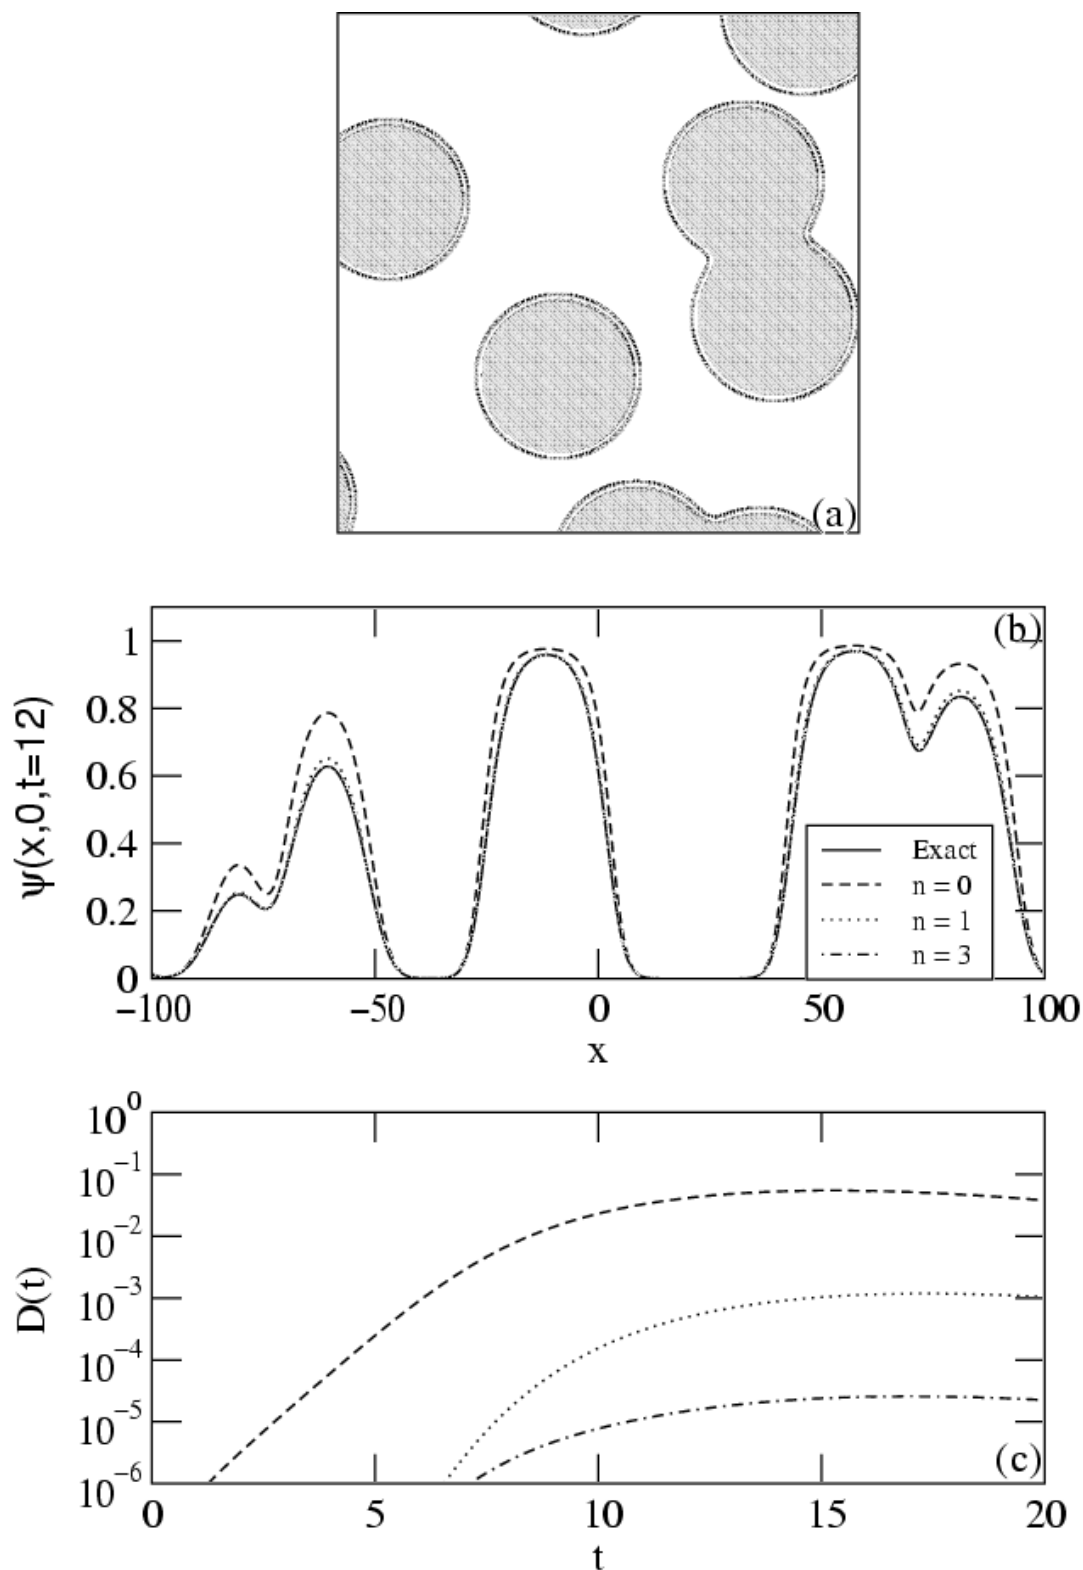 (a)
(b)
ψ(x,0,t=12)
1
0.8
0.6
0.4
0.2
0
Exact
n = 0
n = 1
n = 3
−100
−50
0
50
100
x
D(t)
10^0
10^−1
10^−2
10^−3
10^−4
10^−5
10^−6
(c)
0
5
10
15
20
t